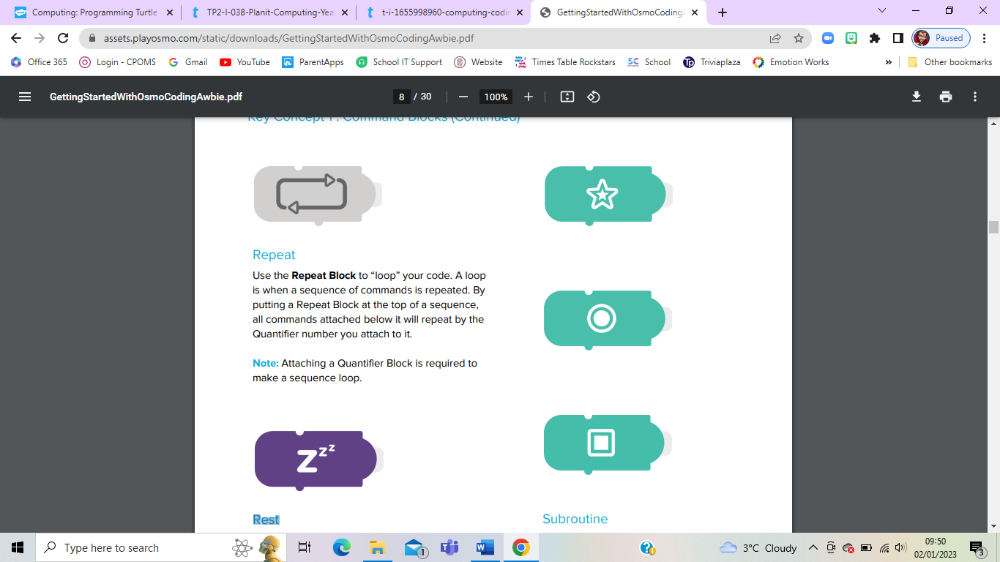 Computing: Programming Turtle
TP2-I-038-Planit-Computing-Yea
t-i-1655998960-computing-codin
GettingStartedWithOsmoCodingA
assets.playosmo.com/static/downloads/GettingStartedWithOsmoCodingAwbie.pdf
Paused
Office 365
Login - CPOMS
Gmail
YouTube
ParentApps
School IT Support
Website
Times Table Rockstars
School
Triviaplaza
Emotion Works
»
Other bookmarks
GettingStartedWithOsmoCodingAwbie.pdf
8 / 30
100%
Key Concept 1 : Command Blocks (Continued)
Repeat
Use the Repeat Block to “loop” your code. A loop
is when a sequence of commands is repeated. By
putting a Repeat Block at the top of a sequence,
all commands attached below it will repeat by the
Quantifier number you attach to it.
Note: Attaching a Quantifier Block is required to
make a sequence loop.
Zzz
Rest
Subroutine
Type here to search
1
3°C Cloudy
09:50
02/01/2023
3